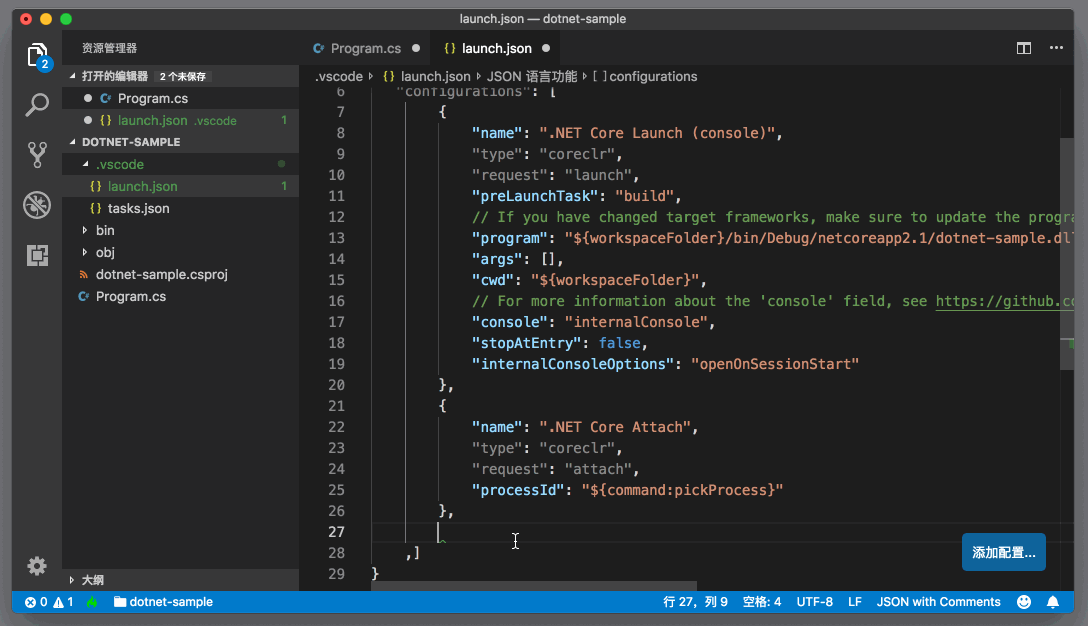 launch.json — dotnet-sample
2
资源管理器
打开的编辑器 2 个未保存
C# Program.cs
{} launch.json .vscode 1
DOTNET-SAMPLE
.vscode
{} launch.json 1
{} tasks.json
bin
obj
dotnet-sample.csproj
C# Program.cs
大纲
C# Program.cs
{} launch.json
.vscode {} launch.json JSON 语言功能 [ ] configurations
6 "configurations": [
7 {
8 "name": ".NET Core Launch (console)",
9 "type": "coreclr",
10 "request": "launch",
11 "preLaunchTask": "build",
12 // If you have changed target frameworks, make sure to update the progra
13 "program": "${workspaceFolder}/bin/Debug/netcoreapp2.1/dotnet-sample.dl
14 "args": [],
15 "cwd": "${workspaceFolder}",
16 // For more information about the 'console' field, see https://github.co
17 "console": "internalConsole",
18 "stopAtEntry": false,
19 "internalConsoleOptions": "openOnSessionStart"
20 },
21 {
22 "name": ".NET Core Attach",
23 "type": "coreclr",
24 "request": "attach",
25 "processId": "${command:pickProcess}"
26 },
27
28 ,]
29 }
添加配置...
0 1 dotnet-sample 行 27，列 9 空格: 4 UTF-8 LF JSON with Comments